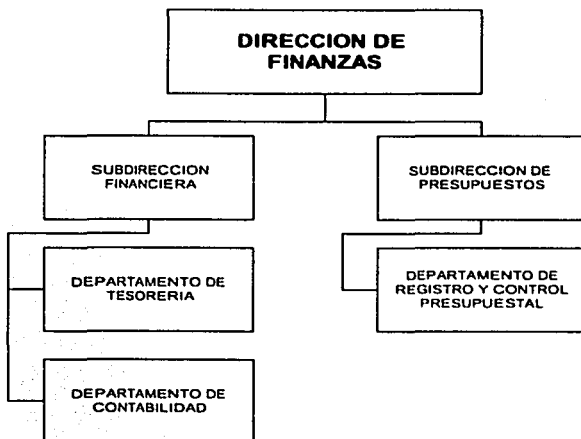 DIRECCION DE
FINANZAS
SUBDIRECCION
FINANCIERA
SUBDIRECCION DE
PRESUPUESTOS
DEPARTAMENTO DE
TESORERIA
DEPARTAMENTO DE
REGISTRO Y CONTROL
PRESUPUESTAL
DEPARTAMENTO DE
CONTABILIDAD